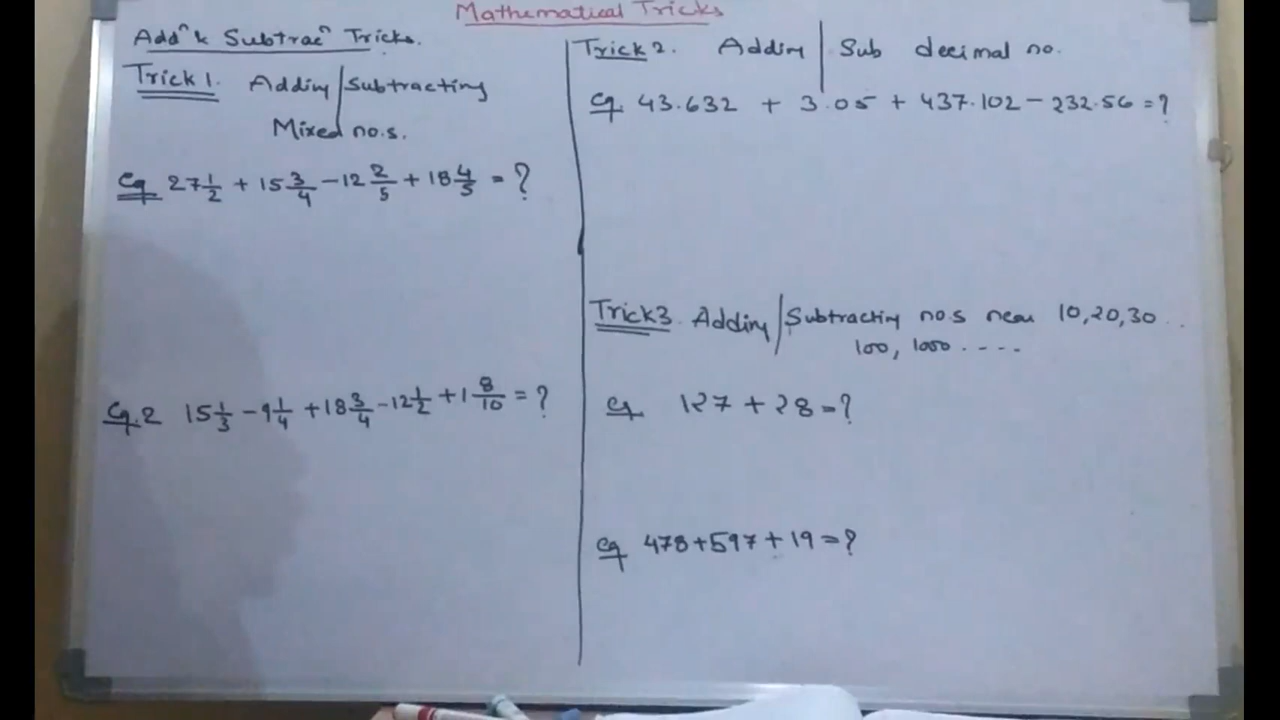 Mathematical Tricks
Addⁿ & Subtracⁿ Tricks.
Trick 1. Adding/Subtracting
Mixed no.s.
Eg 27 1/2 + 15 3/4 - 12 2/5 + 18 4/5 = ?
Eg.2 15 1/3 - 9 1/4 + 18 3/4 - 12 1/2 + 1 8/10 = ?
Trick 2. Adding/Sub decimal no.
eg 43.632 + 3.05 + 437.102 - 232.56 = ?
Trick 3. Adding/Subtracting no.s near 10, 20, 30 ..
100, 1000 ....
eg 127 + 28 = ?
eg 478 + 597 + 19 = ?